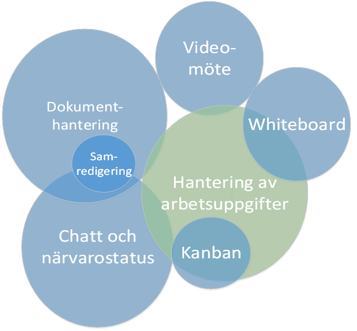 Video-
möte
Dokument-
hantering
Whiteboard
Sam-
redigering
Hantering av
arbetsuppgifter
Chatt och
närvarostatus
Kanban